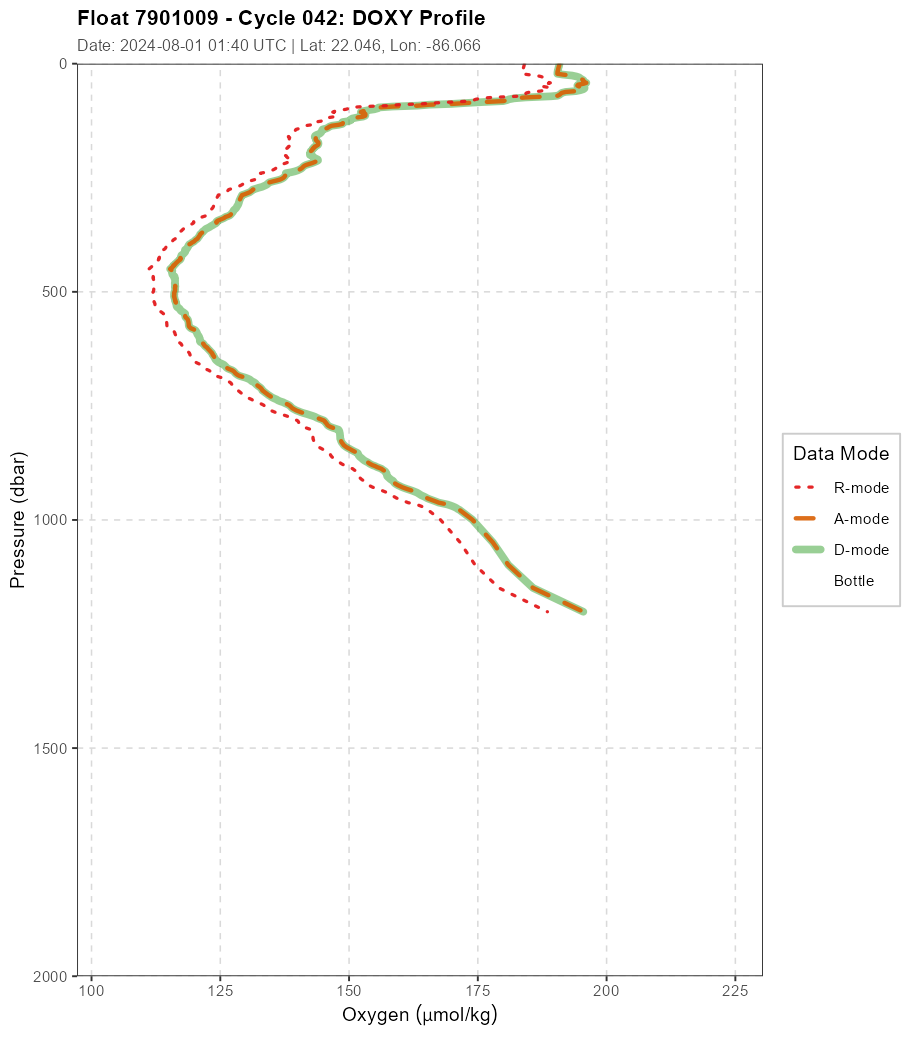 Float 7901009 - Cycle 042: DOXY Profile
Date: 2024-08-01 01:40 UTC | Lat: 22.046, Lon: -86.066
0
500
1000
1500
2000
Pressure (dbar)
100 125 150 175 200 225
Oxygen (μmol/kg)
Data Mode
R-mode
A-mode
D-mode
Bottle